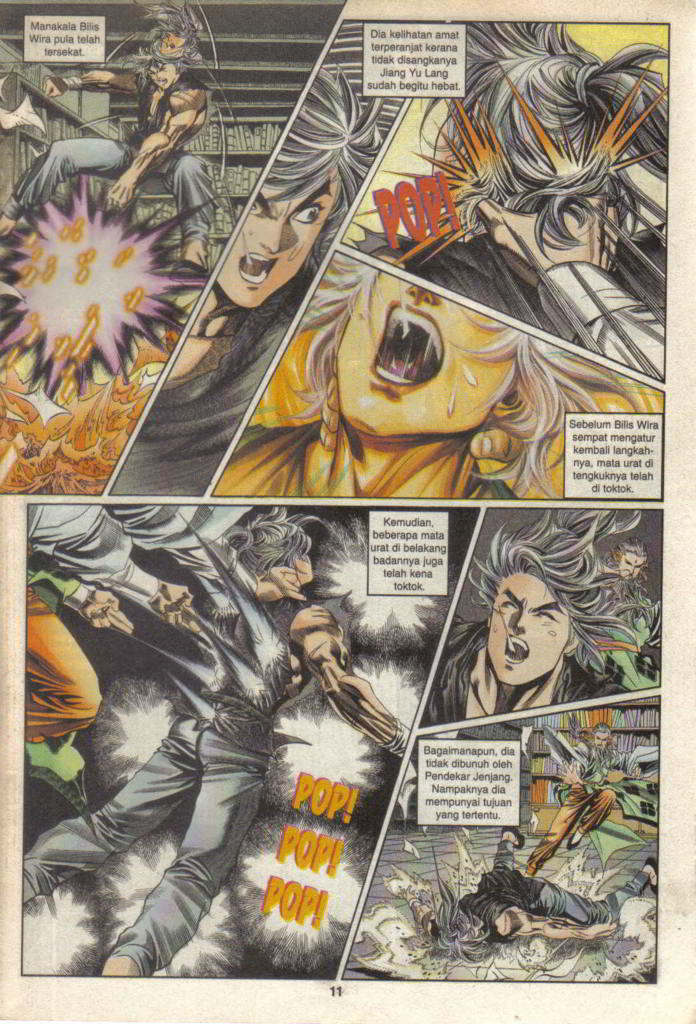 Manakala Bilis
Wira pula telah
tersekat.
Dia kelihatan amat
terperanjat kerana
tidak disangkanya
Jiang Yu Lang
sudah begitu hebat.
POP!
Sebelum Bilis Wira
sempat mengatur
kembali langkah-
nya, mata urat di
tengkuknya telah
di toktok.
Kemudian,
beberapa mata
urat di belakang
badannya juga
telah kena
toktok.
POP!
POP!
POP!
Bagaimanapun, dia
tidak dibunuh oleh
Pendekar Jenjang.
Nampaknya dia
mempunyai tujuan
yang tertentu.
11